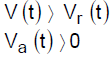 V (t) 〉 Vr (t)
Va (t) 〉0